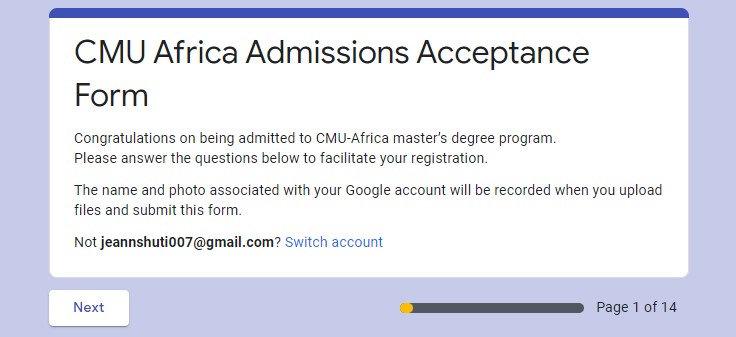 CMU Africa Admissions Acceptance
Form
Congratulations on being admitted to CMU-Africa master's degree program.
Please answer the questions below to facilitate your registration.
The name and photo associated with your Google account will be recorded when you upload
files and submit this form.
Not jeannshuti007@gmail.com? Switch account
Next
Page 1 of 14